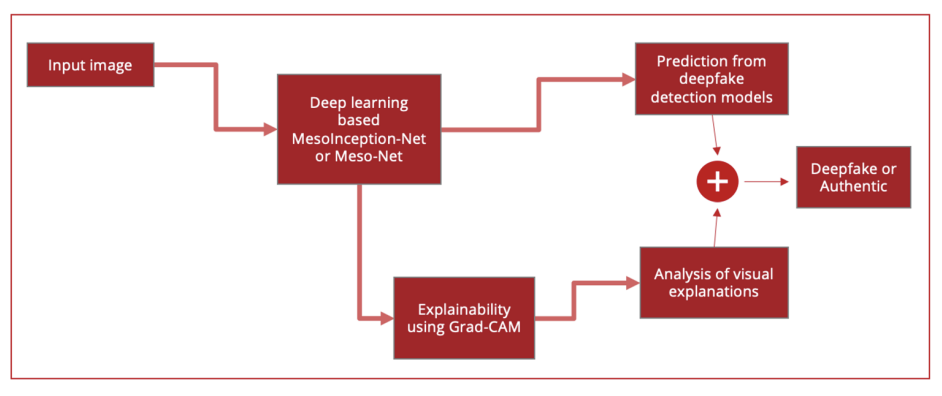 Input image
Deep learning
based
MesoInception-Net
or Meso-Net
Prediction from
deepfake
detection models
+
Deepfake or
Authentic
Explainability
using Grad-CAM
Analysis of visual
explanations